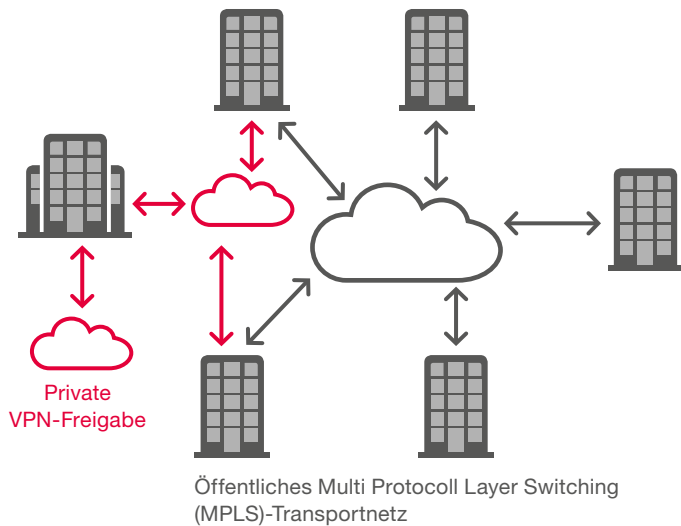 Private
VPN-Freigabe
Öffentliches Multi Protocoll Layer Switching
(MPLS)-Transportnetz